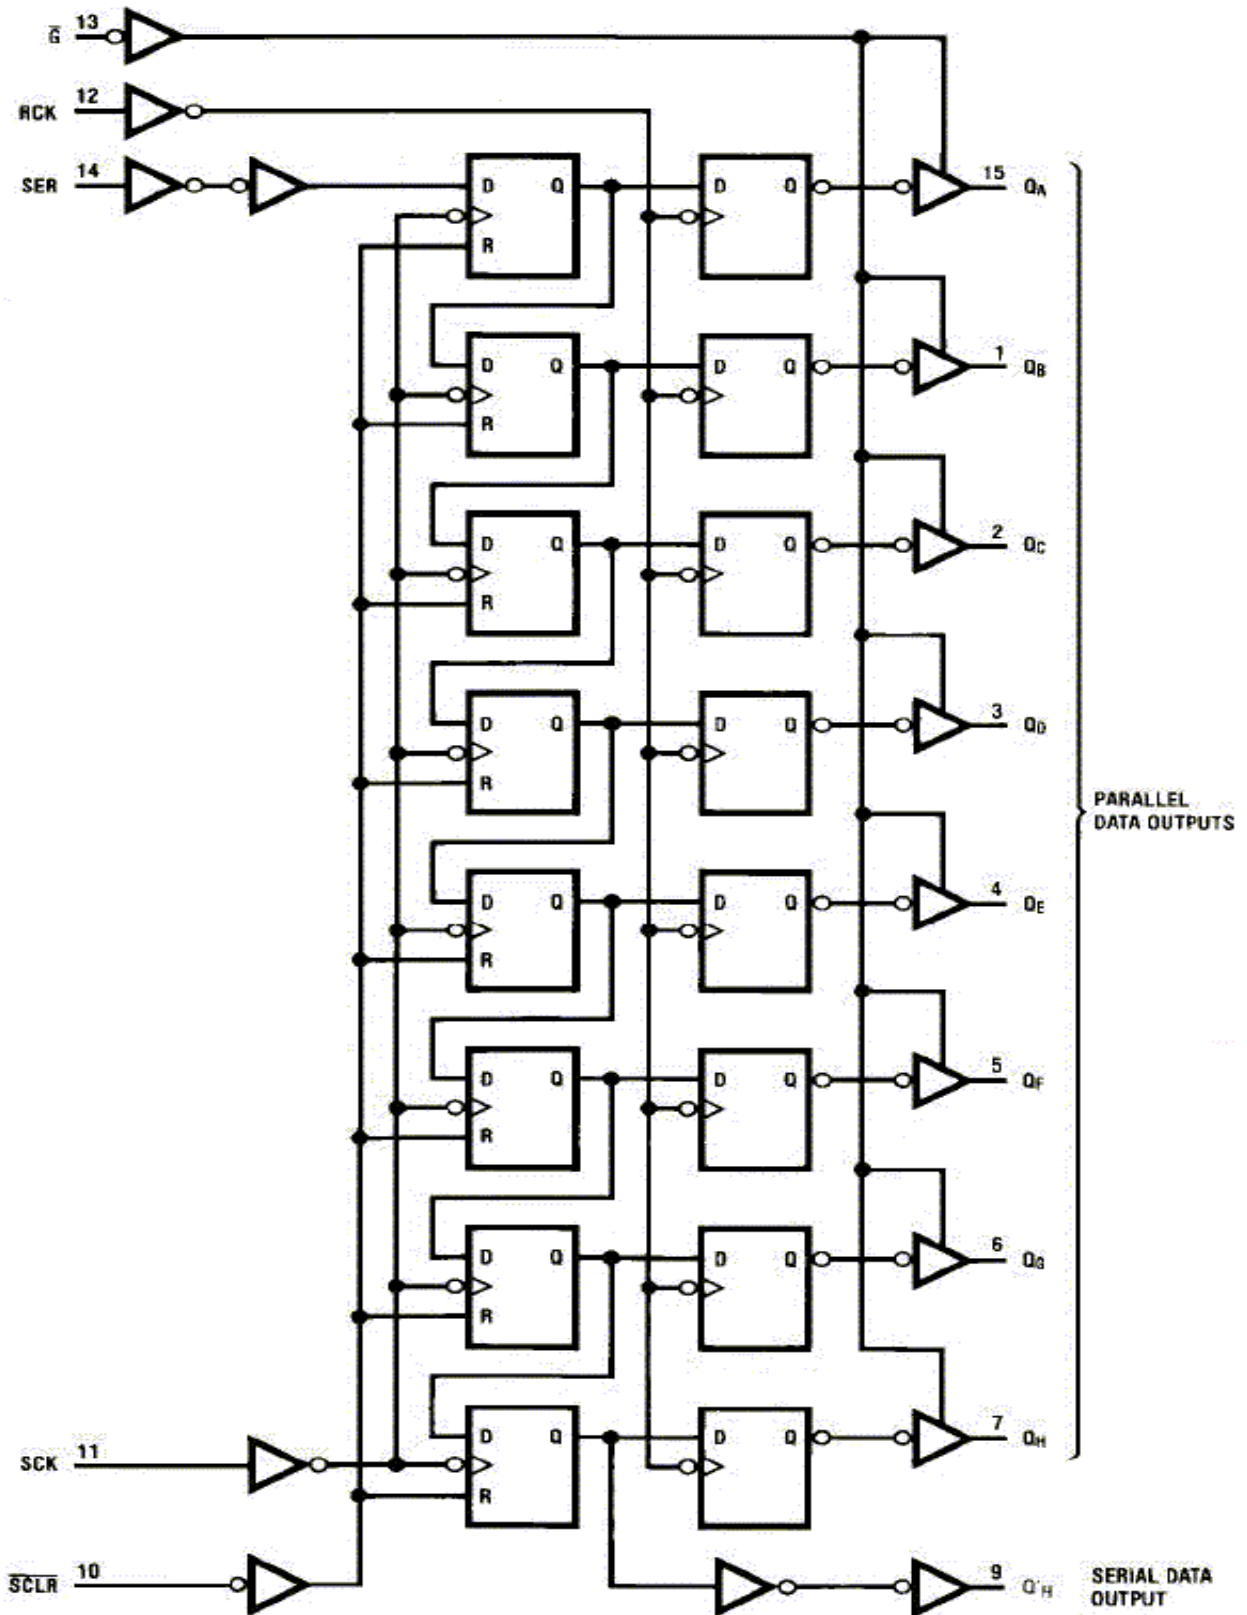 G̅ 13
RCK 12
SER 14
D Q
R
D Q
15 QA
D Q
R
D Q
1 QB
D Q
R
D Q
2 QC
D Q
R
D Q
3 QD
D Q
R
D Q
4 QE
D Q
R
D Q
5 QF
D Q
R
D Q
6 QG
D Q
R
D Q
7 QH
PARALLEL
DATA OUTPUTS
SCK 11
S̅C̅L̅R̅ 10
9 Q'H
SERIAL DATA
OUTPUT